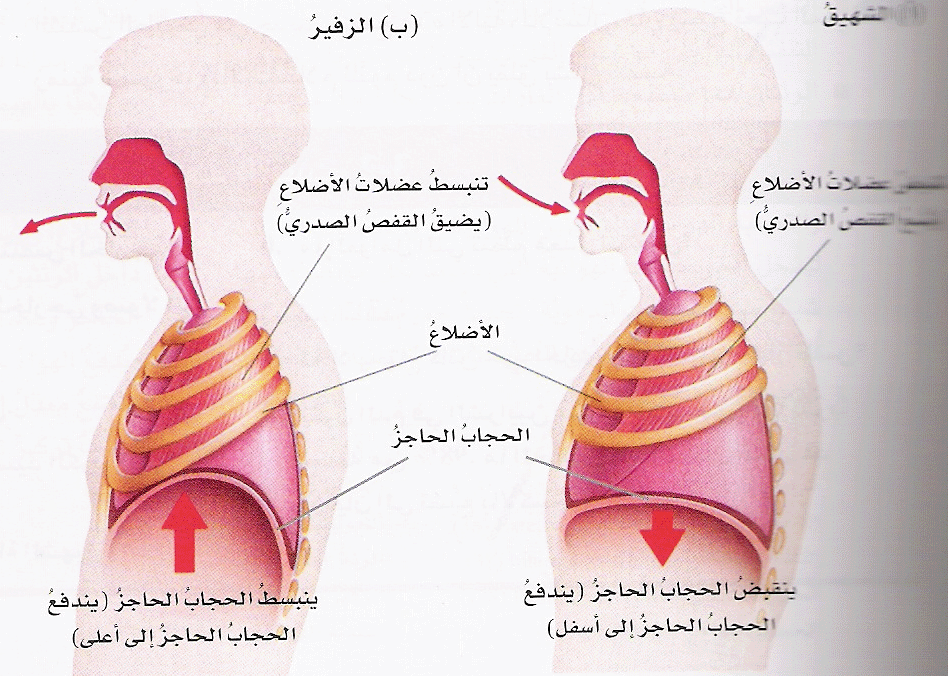 (أ) الشهيقُ
عضلاتُ الأضلاعِ
القفصُ الصدريُّ)
ينقبضُ الحجابُ الحاجزُ (يندفعُ
الحجابُ الحاجزُ إلى أسفل)
الأضلاعُ
الحجابُ الحاجزُ
(ب) الزفيرُ
تنبسطُ عضلاتُ الأضلاعِ
(يضيقُ القفصُ الصدريُّ)
ينبسطُ الحجابُ الحاجزُ (يندفعُ
الحجابُ الحاجزُ إلى أعلى)